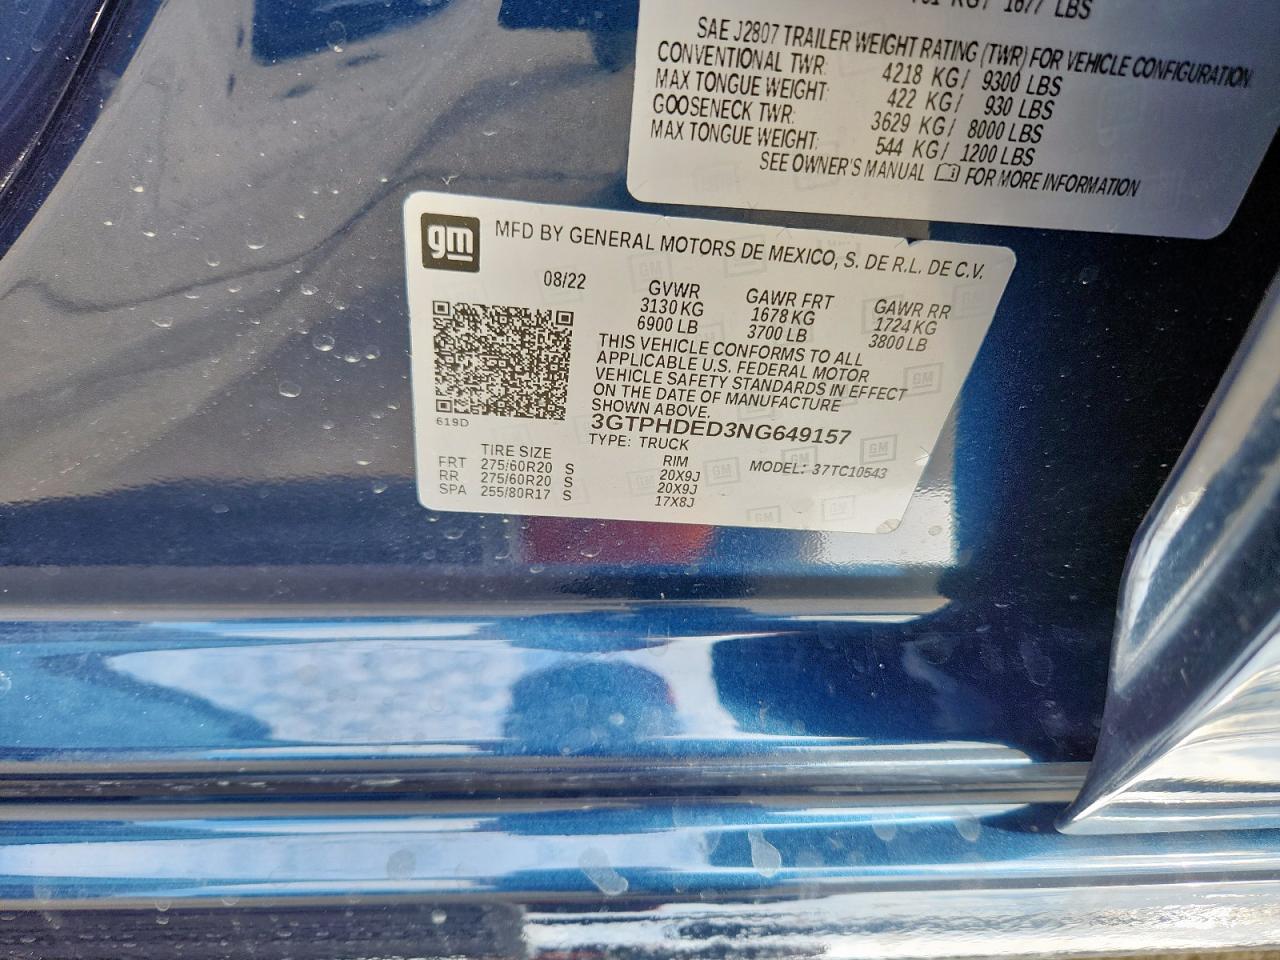 KG/ 1677 LBS
SAE J2807 TRAILER WEIGHT RATING (TWR) FOR VEHICLE CONFIGURATION
CONVENTIONAL TWR: 4218 KG/ 9300 LBS
MAX TONGUE WEIGHT: 422 KG/ 930 LBS
GOOSENECK TWR: 3629 KG/ 8000 LBS
MAX TONGUE WEIGHT: 544 KG/ 1200 LBS
SEE OWNER'S MANUAL FOR MORE INFORMATION
gm MFD BY GENERAL MOTORS DE MEXICO, S. DE R.L. DE C.V.
08/22 GVWR GAWR FRT GAWR RR
3130 KG 1678 KG 1724 KG
6900 LB 3700 LB 3800 LB
THIS VEHICLE CONFORMS TO ALL
APPLICABLE U.S. FEDERAL MOTOR
VEHICLE SAFETY STANDARDS IN EFFECT
ON THE DATE OF MANUFACTURE
SHOWN ABOVE.
619D
3GTPHDED3NG649157
TYPE: TRUCK
TIRE SIZE RIM MODEL: 37TC10543
FRT 275/60R20 S 20X9J
RR 275/60R20 S 20X9J
SPA 255/80R17 S 17X8J